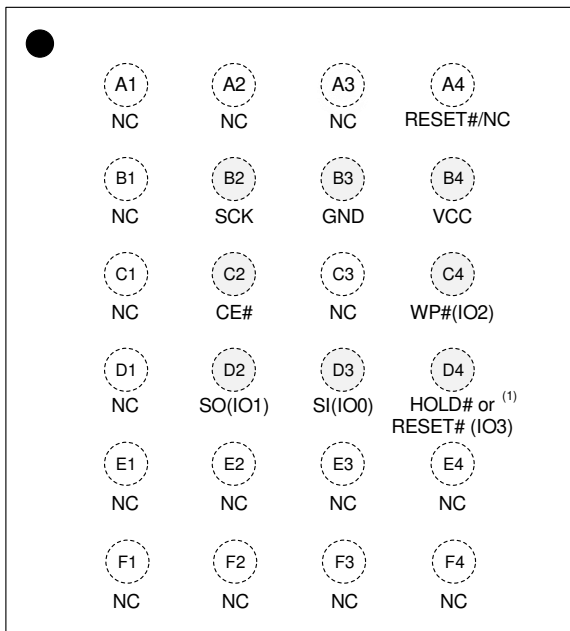 A1 A2 A3 A4
NC NC NC RESET#/NC
B1 B2 B3 B4
NC SCK GND VCC
C1 C2 C3 C4
NC CE# NC WP#(IO2)
D1 D2 D3 D4
NC SO(IO1) SI(IO0) HOLD# or (1)
RESET# (IO3)
E1 E2 E3 E4
NC NC NC NC
F1 F2 F3 F4
NC NC NC NC